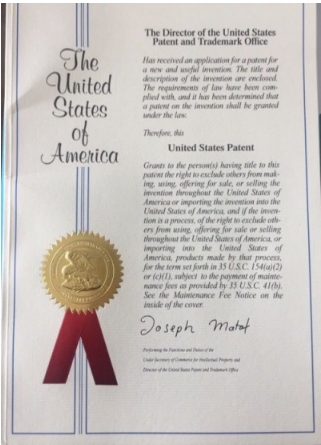 The
United
States
of
America
The Director of the United States
Patent and Trademark Office
Has received an application for a patent for
a new and useful invention. The title and
description of the invention are enclosed.
The requirements of law have been com-
plied with, and it has been determined that
a patent on the invention shall be granted
under the law.
Therefore, this
United States Patent
Grants to the person(s) having title to this
patent the right to exclude others from mak-
ing, using, offering for sale, or selling the
invention throughout the United States of
America or importing the invention into the
United States of America, and if the inven-
tion is a process, of the right to exclude oth-
ers from using, offering for sale or selling
throughout the United States of America, or
importing into the United States of
America, products made by that process,
for the term set forth in 35 U.S.C. 154(a)(2)
or (c)(1), subject to the payment of mainte-
nance fees as provided by 35 U.S.C. 41(b).
See the Maintenance Fee Notice on the
inside of the cover.
Joseph Matal
Performing the Functions and Duties of the
Under Secretary of Commerce for Intellectual Property and
Director of the United States Patent and Trademark Office